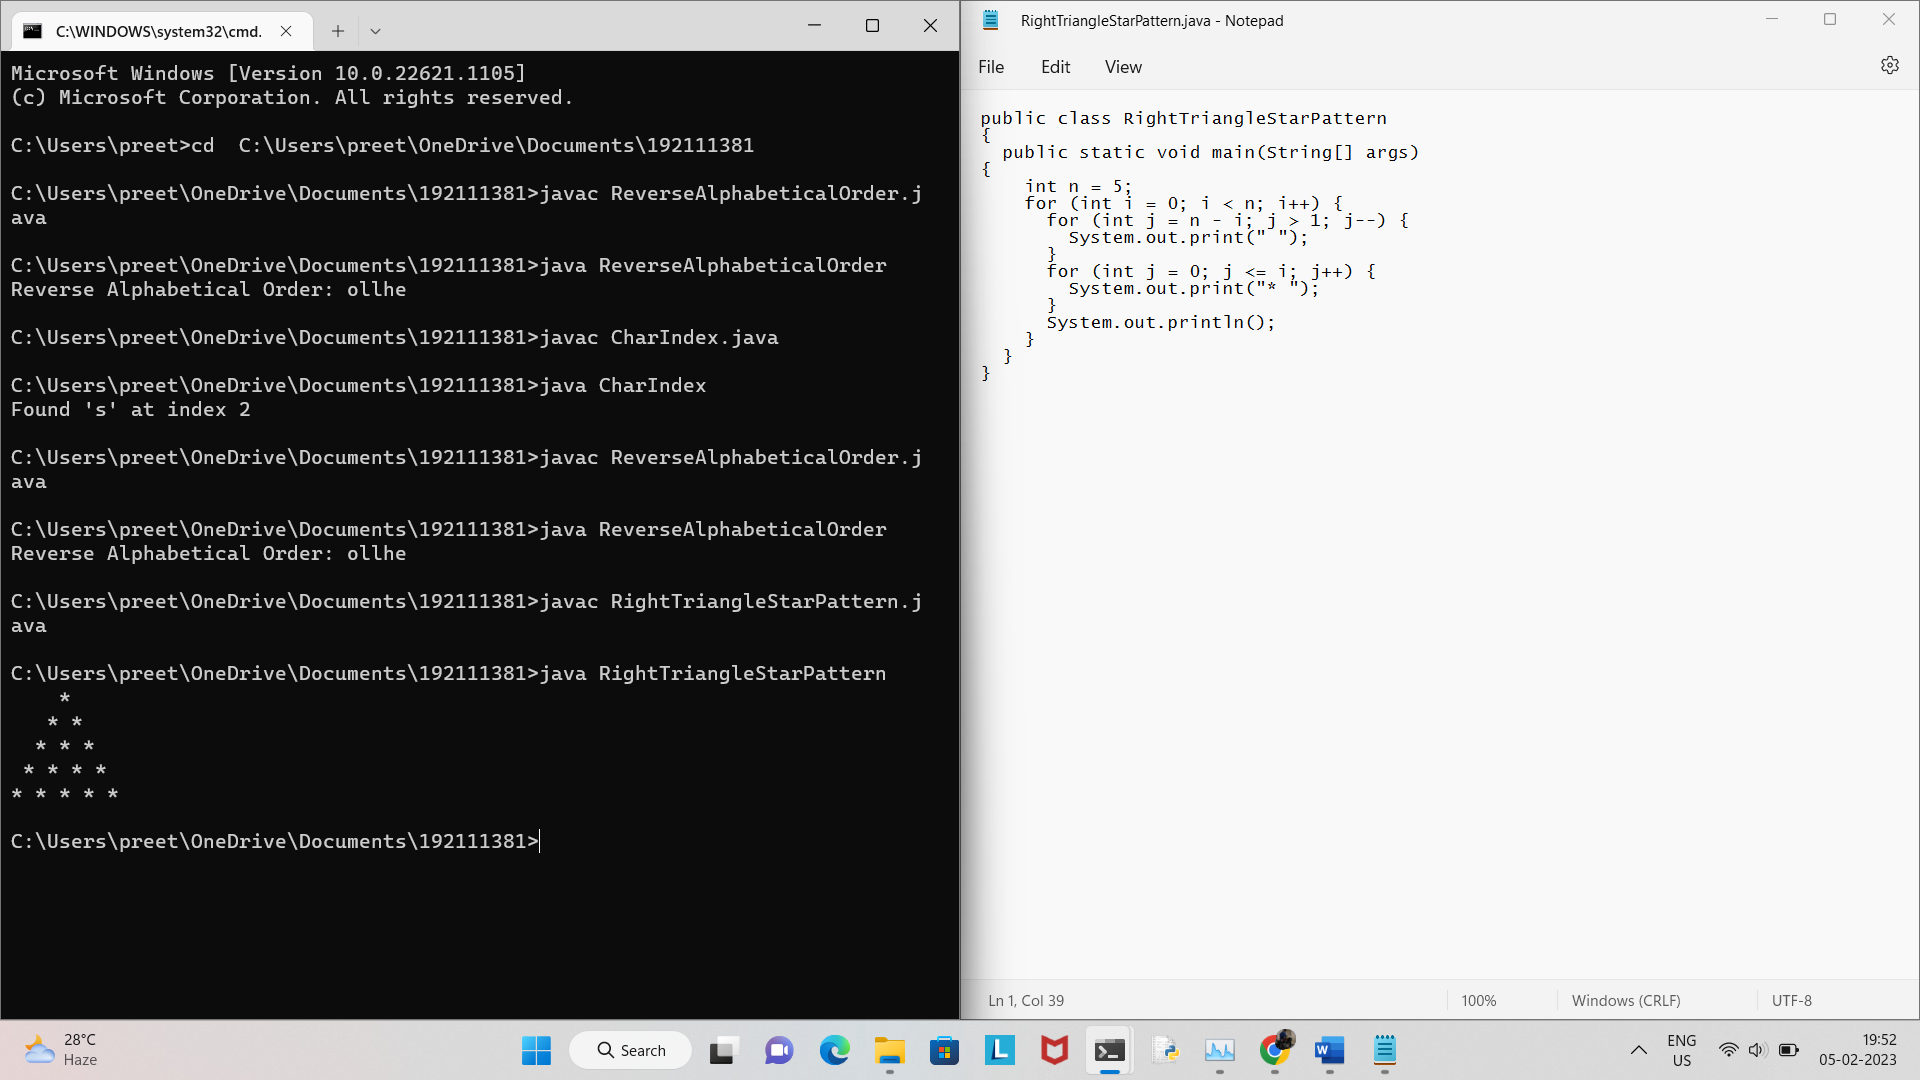 C:\WINDOWS\system32\cmd.
Microsoft Windows [Version 10.0.22621.1105]
(c) Microsoft Corporation. All rights reserved.
C:\Users\preet>cd  C:\Users\preet\OneDrive\Documents\192111381
C:\Users\preet\OneDrive\Documents\192111381>javac ReverseAlphabeticalOrder.j
ava
C:\Users\preet\OneDrive\Documents\192111381>java ReverseAlphabeticalOrder
Reverse Alphabetical Order: ollhe
C:\Users\preet\OneDrive\Documents\192111381>javac CharIndex.java
C:\Users\preet\OneDrive\Documents\192111381>java CharIndex
Found 's' at index 2
C:\Users\preet\OneDrive\Documents\192111381>javac ReverseAlphabeticalOrder.j
ava
C:\Users\preet\OneDrive\Documents\192111381>java ReverseAlphabeticalOrder
Reverse Alphabetical Order: ollhe
C:\Users\preet\OneDrive\Documents\192111381>javac RightTriangleStarPattern.j
ava
C:\Users\preet\OneDrive\Documents\192111381>java RightTriangleStarPattern
    *
   * *
  * * *
 * * * *
* * * * *
C:\Users\preet\OneDrive\Documents\192111381>
RightTriangleStarPattern.java - Notepad
File Edit View
public class RightTriangleStarPattern
{
  public static void main(String[] args)
{
    int n = 5;
    for (int i = 0; i < n; i++) {
      for (int j = n - i; j > 1; j--) {
        System.out.print(" ");
      }
      for (int j = 0; j <= i; j++) {
        System.out.print("* ");
      }
      System.out.println();
    }
  }
}
Ln 1, Col 39 100% Windows (CRLF) UTF-8
28°C
Haze
Search
ENG
US
19:52
05-02-2023